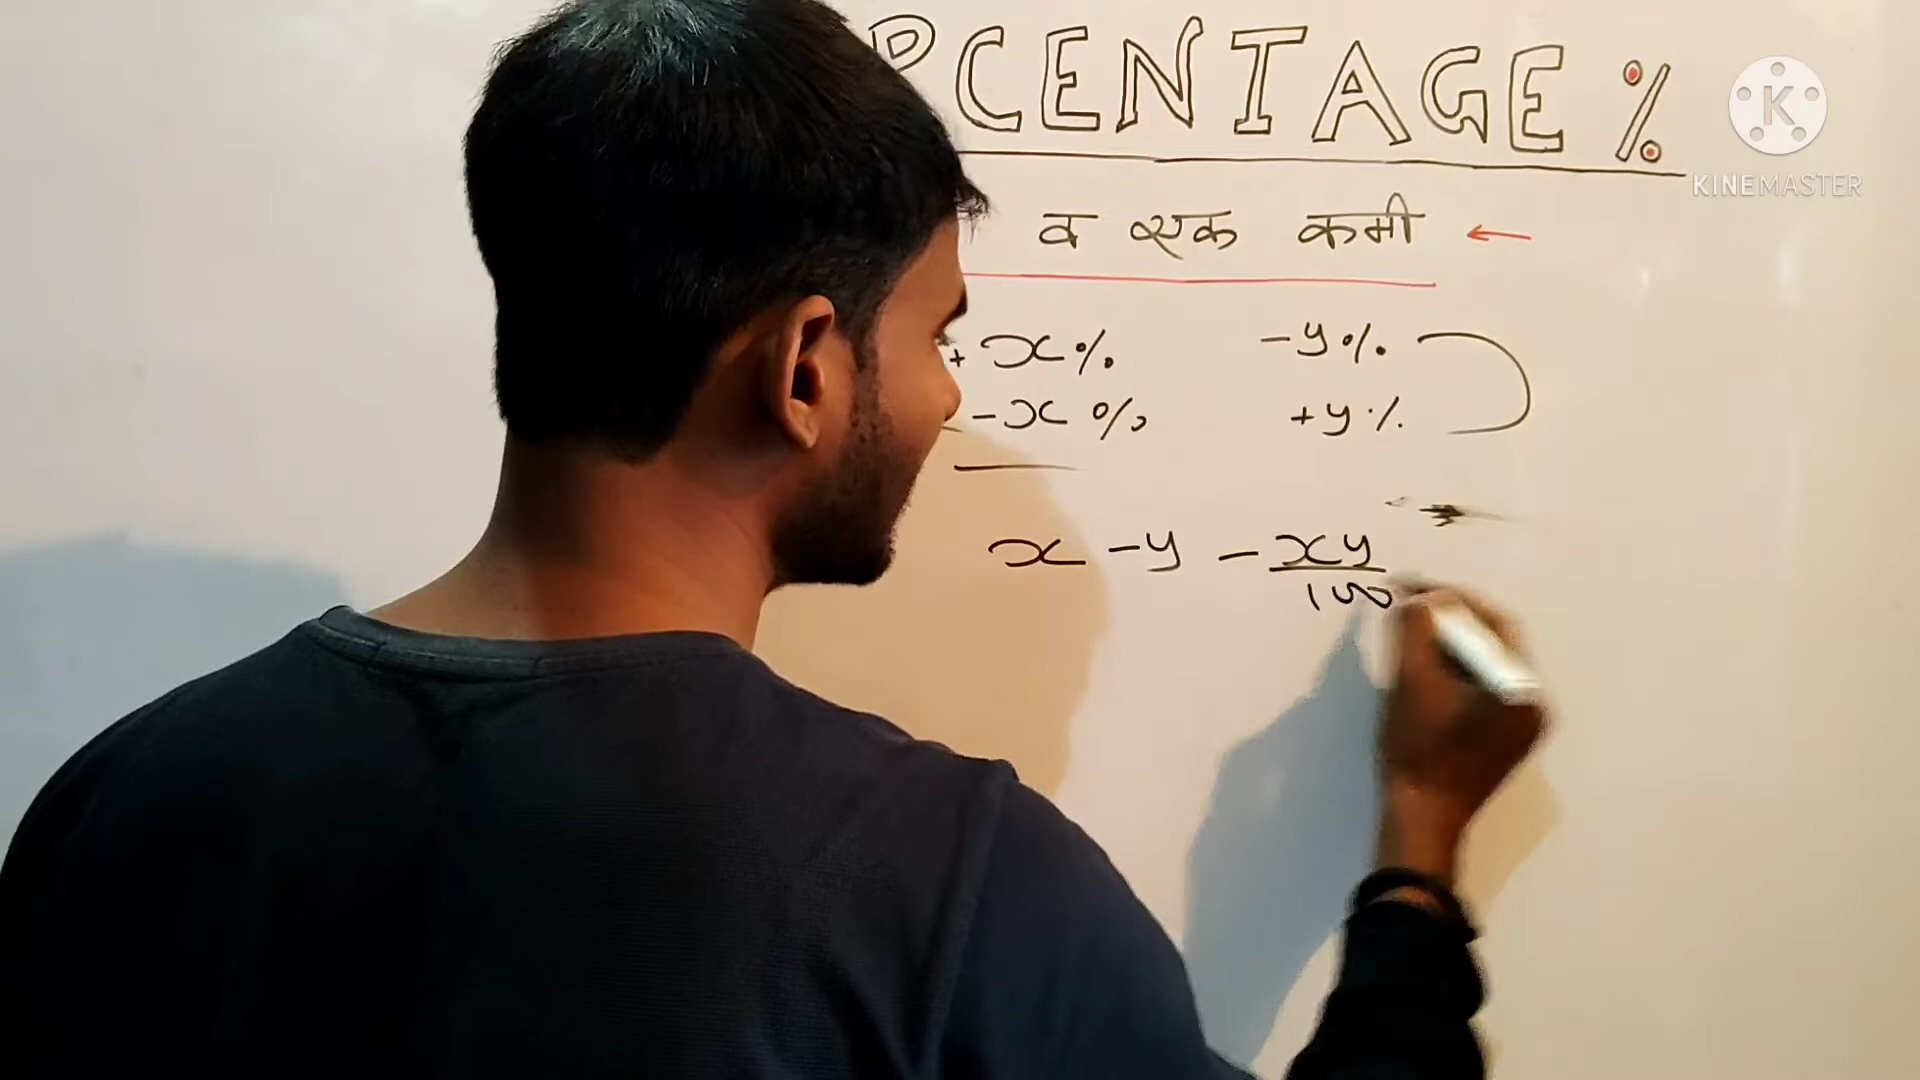 PCENTAGE %
KINEMASTER
व एक कमी ←
+ x% -y%
-x% +y%
x - y - xy/100